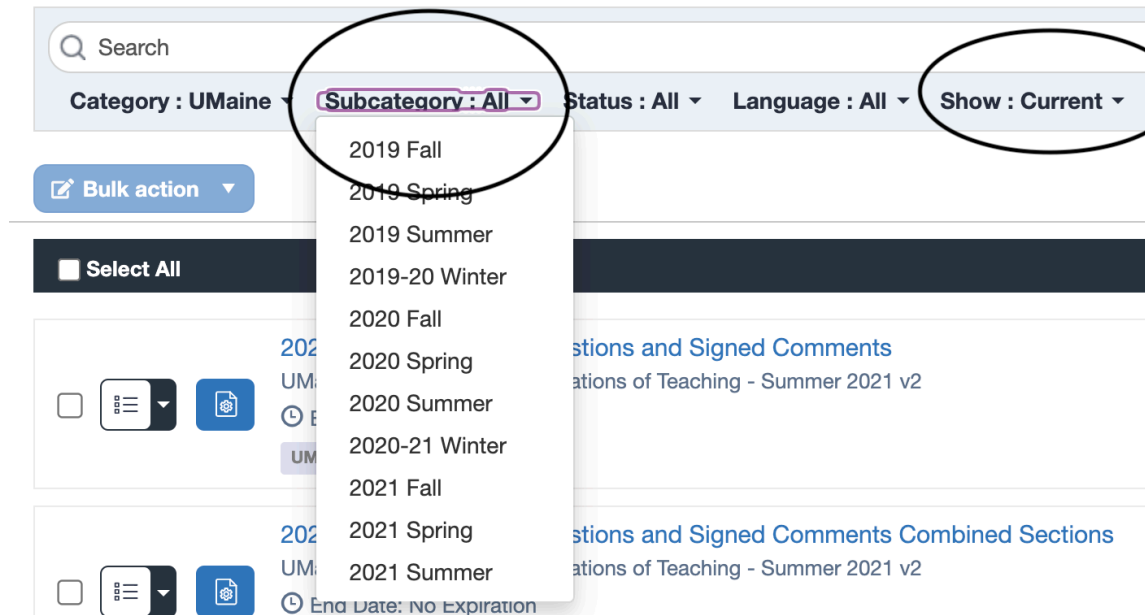 Search
Category : UMaine Subcategory : All Status : All Language : All Show : Current
2019 Fall
Bulk action
2019 Spring
2019 Summer
Select All
2019-20 Winter
2020 Fall
202 stions and Signed Comments
2020 Spring
UMa ations of Teaching - Summer 2021 v2
2020 Summer
E
2020-21 Winter
UM
2021 Fall
2021 Spring
202 stions and Signed Comments Combined Sections
2021 Summer
UMa ations of Teaching - Summer 2021 v2
End Date: No Expiration